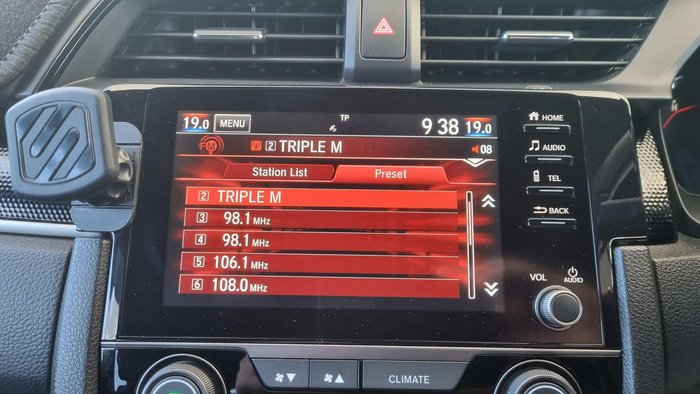 19.0 MENU TP 9 38 19.0
FM 2 TRIPLE M 08
Station List Preset
2 TRIPLE M
3 98.1 MHz
4 98.1 MHz
5 106.1 MHz
6 108.0 MHz
HOME
AUDIO
TEL
BACK
VOL AUDIO
CLIMATE